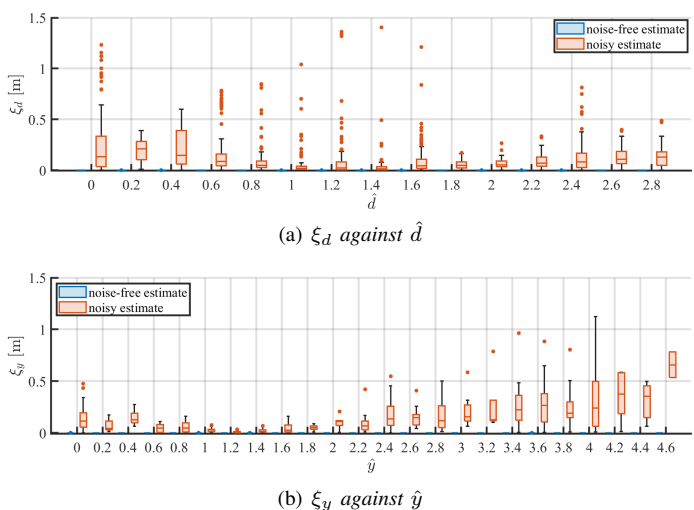 1.5
noise-free estimate
noisy estimate
1
ξ_d [m]
0.5
0
0 0.2 0.4 0.6 0.8 1 1.2 1.4 1.6 1.8 2 2.2 2.4 2.6 2.8
d̂
(a) ξ_d against d̂
1.5
noise-free estimate
noisy estimate
1
ξ_y [m]
0.5
0
0 0.2 0.4 0.6 0.8 1 1.2 1.4 1.6 1.8 2 2.2 2.4 2.6 2.8 3 3.2 3.4 3.6 3.8 4 4.2 4.4 4.6
ŷ
(b) ξ_y against ŷ